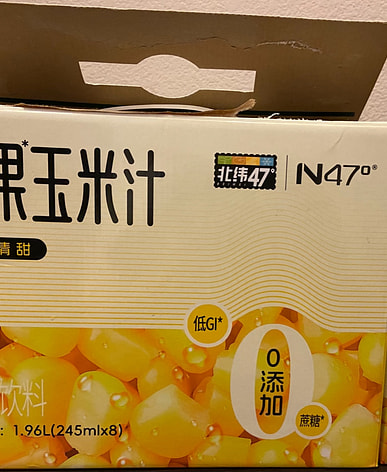 果*玉米汁
北纬47° N47°®
清甜
低GI*
0
添加
蔗糖*
饮料
: 1.96L(245mlx8)